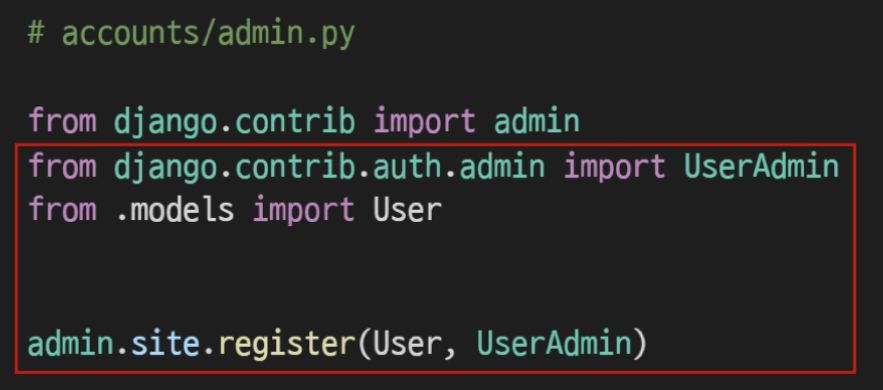 # accounts/admin.py
from django.contrib import admin
from django.contrib.auth.admin import UserAdmin
from .models import User
admin.site.register(User, UserAdmin)